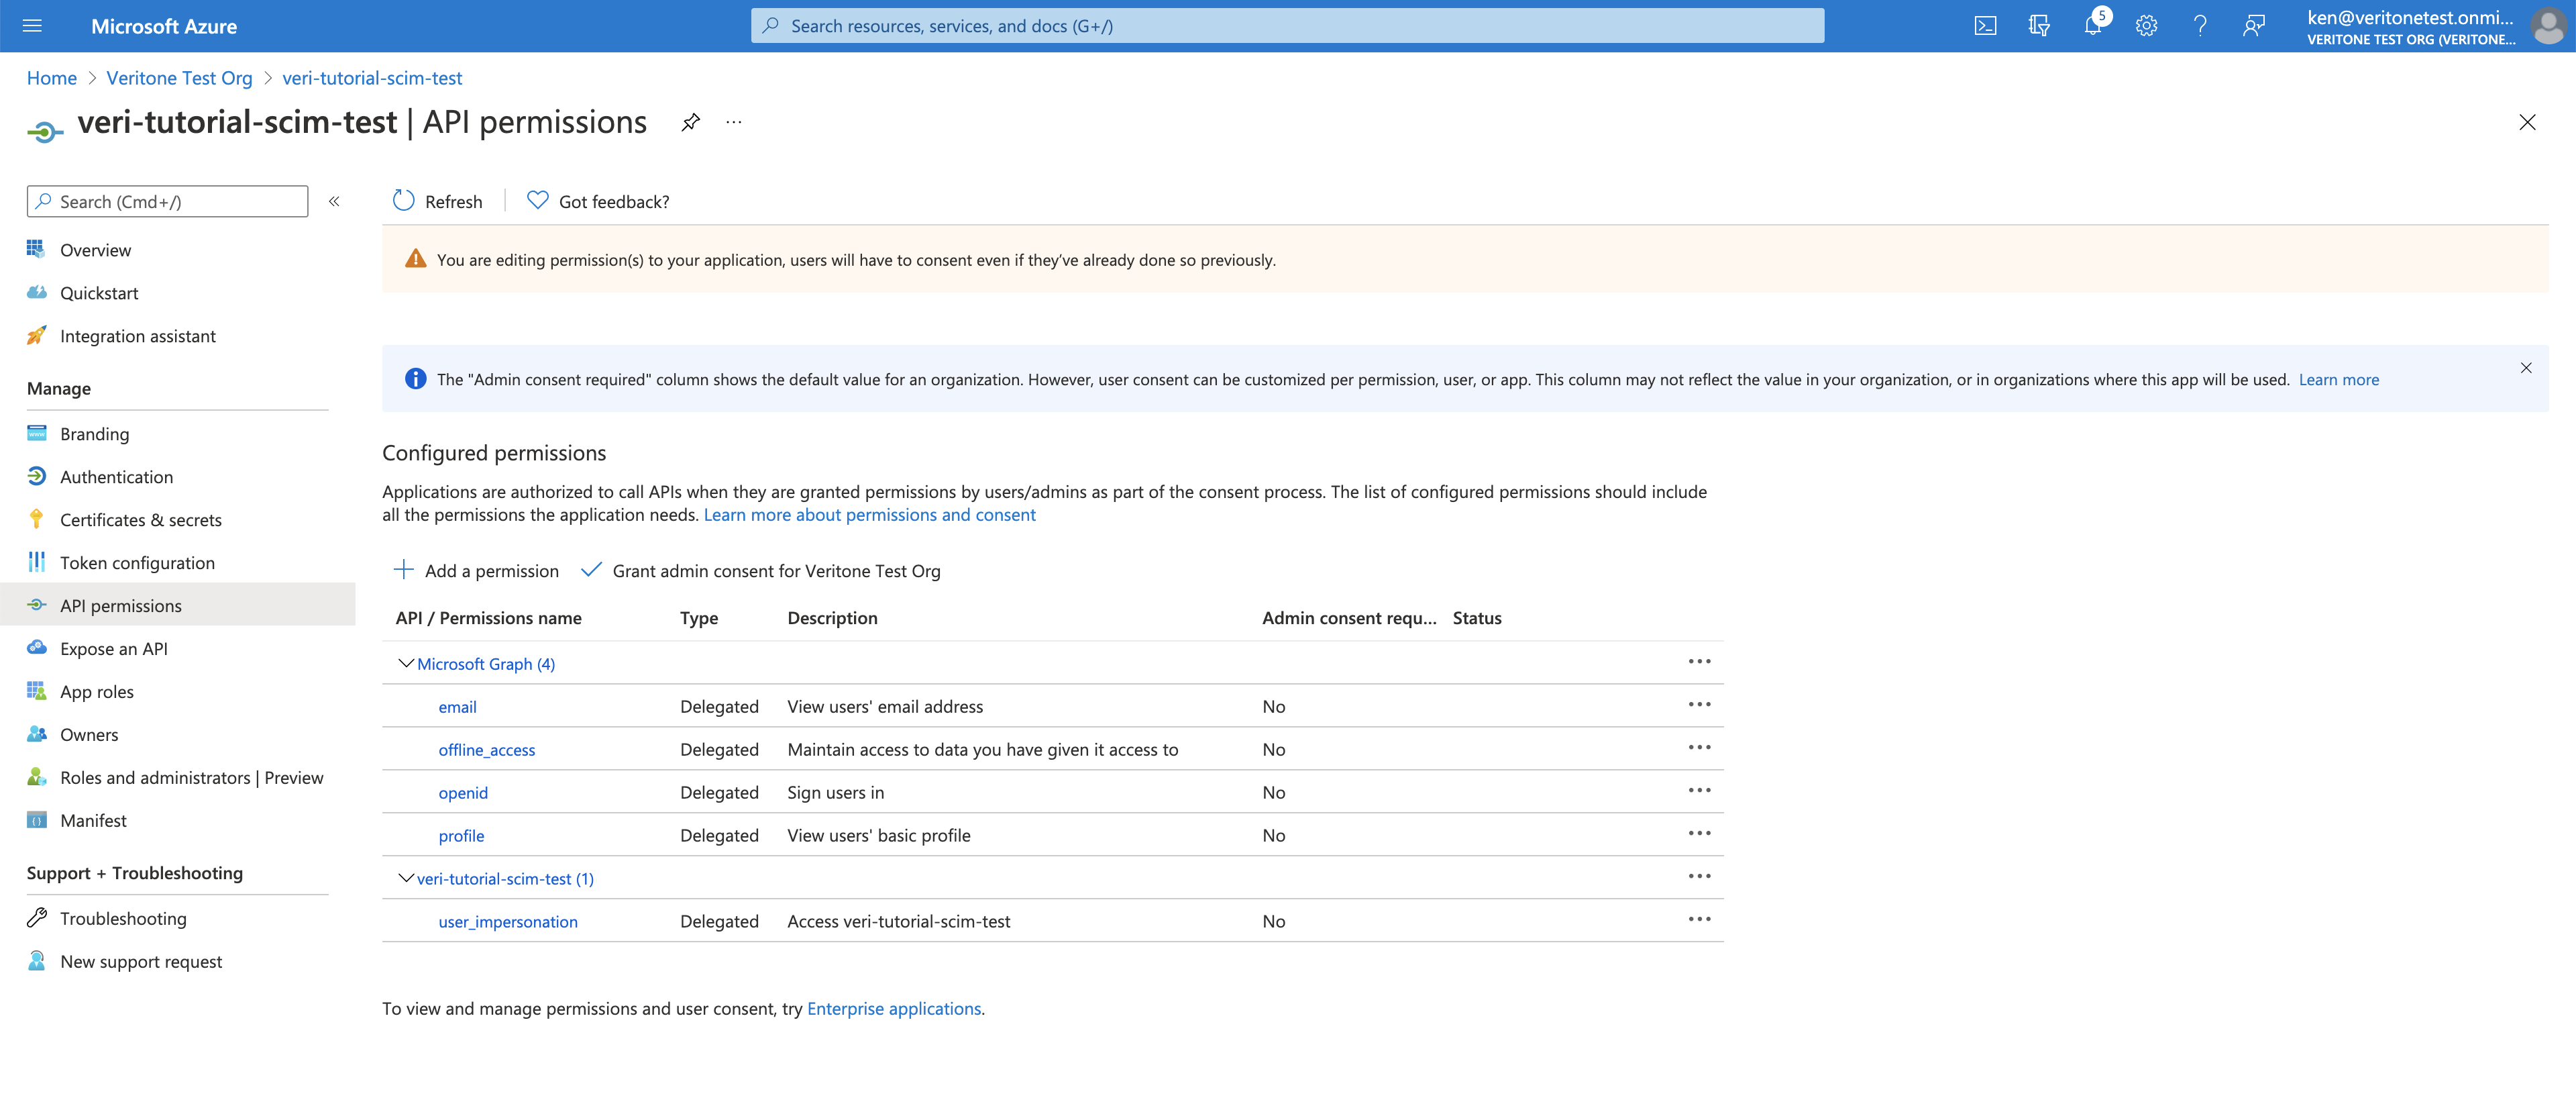 Microsoft Azure
Search resources, services, and docs (G+/)
5
ken@veritonetest.onmi...
VERITONE TEST ORG (VERITONE...
Home > Veritone Test Org > veri-tutorial-scim-test
veri-tutorial-scim-test | API permissions
Search (Cmd+/)
Overview
Quickstart
Integration assistant
Manage
Branding
Authentication
Certificates & secrets
Token configuration
API permissions
Expose an API
App roles
Owners
Roles and administrators | Preview
Manifest
Support + Troubleshooting
Troubleshooting
New support request
Refresh
Got feedback?
You are editing permission(s) to your application, users will have to consent even if they've already done so previously.
The "Admin consent required" column shows the default value for an organization. However, user consent can be customized per permission, user, or app. This column may not reflect the value in your organization, or in organizations where this app will be used. Learn more
Configured permissions
Applications are authorized to call APIs when they are granted permissions by users/admins as part of the consent process. The list of configured permissions should include
all the permissions the application needs. Learn more about permissions and consent
Add a permission
Grant admin consent for Veritone Test Org
API / Permissions name Type Description Admin consent requ... Status
Microsoft Graph (4)
email Delegated View users' email address No
offline_access Delegated Maintain access to data you have given it access to No
openid Delegated Sign users in No
profile Delegated View users' basic profile No
veri-tutorial-scim-test (1)
user_impersonation Delegated Access veri-tutorial-scim-test No
To view and manage permissions and user consent, try Enterprise applications.